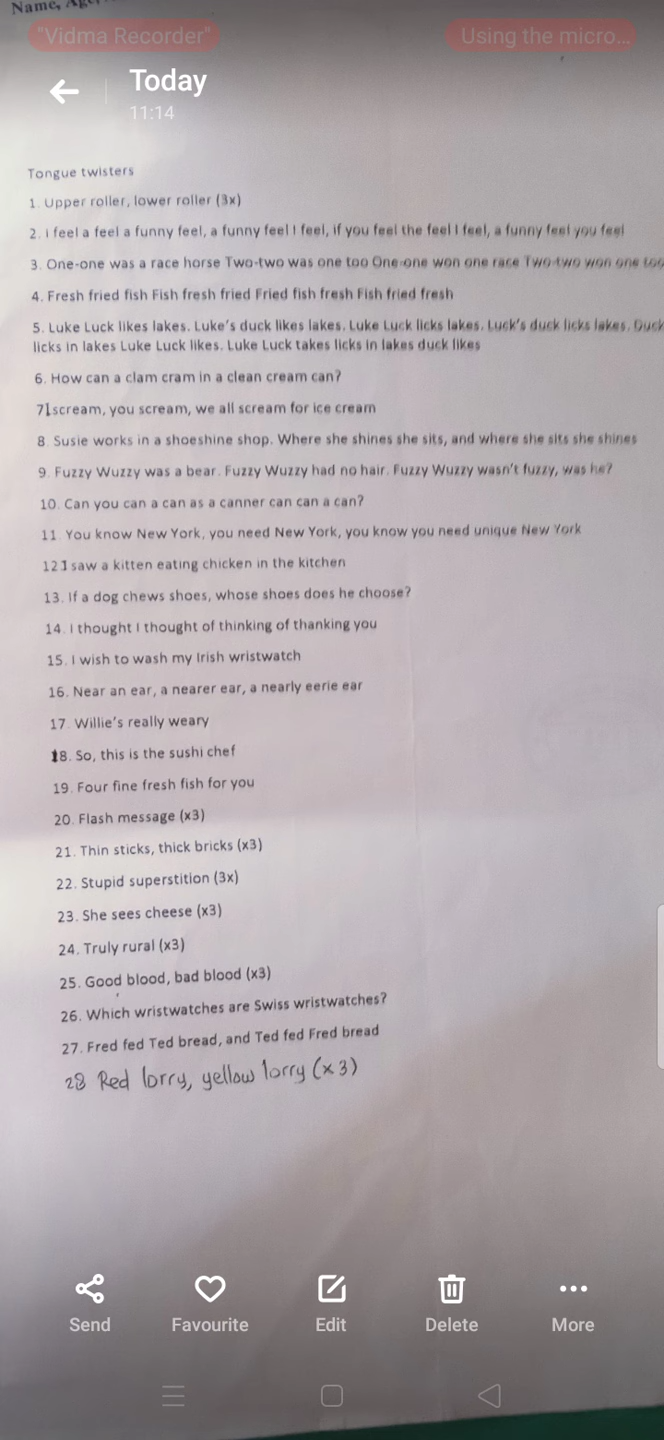 Name, Age,
"Vidma Recorder"
Using the micro...
Today
11:14
Tongue twisters
1. Upper roller, lower roller (3x)
2. i feel a feel a funny feel, a funny feel I feel, if you feel the feel I feel, a funny feel you feel
3. One-one was a race horse Two-two was one too One-one won one race Two-two won one too
4. Fresh fried fish Fish fresh fried Fried fish fresh Fish fried fresh
5. Luke Luck likes lakes. Luke's duck likes lakes. Luke Luck licks lakes. Luck's duck licks lakes. Duck
licks in lakes Luke Luck likes. Luke Luck takes licks in lakes duck likes
6. How can a clam cram in a clean cream can?
7 I scream, you scream, we all scream for ice cream
8. Susie works in a shoeshine shop. Where she shines she sits, and where she sits she shines
9. Fuzzy Wuzzy was a bear. Fuzzy Wuzzy had no hair. Fuzzy Wuzzy wasn't fuzzy, was he?
10. Can you can a can as a canner can can a can?
11. You know New York, you need New York, you know you need unique New York
12 I saw a kitten eating chicken in the kitchen
13. If a dog chews shoes, whose shoes does he choose?
14. I thought I thought of thinking of thanking you
15. I wish to wash my Irish wristwatch
16. Near an ear, a nearer ear, a nearly eerie ear
17. Willie's really weary
18. So, this is the sushi chef
19. Four fine fresh fish for you
20. Flash message (x3)
21. Thin sticks, thick bricks (x3)
22. Stupid superstition (3x)
23. She sees cheese (x3)
24. Truly rural (x3)
25. Good blood, bad blood (x3)
26. Which wristwatches are Swiss wristwatches?
27. Fred fed Ted bread, and Ted fed Fred bread
28 Red lorry, yellow lorry (x3)
Send
Favourite
Edit
Delete
More